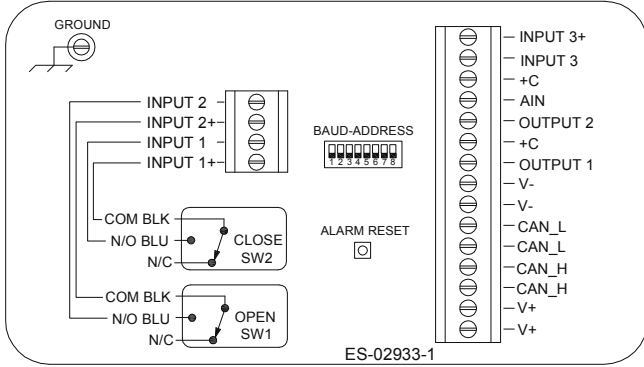 GROUND
INPUT 2
INPUT 2+
INPUT 1
INPUT 1+
BAUD-ADDRESS
1 2 3 4 5 6 7 8
ALARM RESET
COM BLK
N/O BLU
N/C
CLOSE
SW2
COM BLK
N/O BLU
N/C
OPEN
SW1
INPUT 3+
INPUT 3
+C
AIN
OUTPUT 2
+C
OUTPUT 1
V-
V-
CAN_L
CAN_L
CAN_H
CAN_H
V+
V+
ES-02933-1